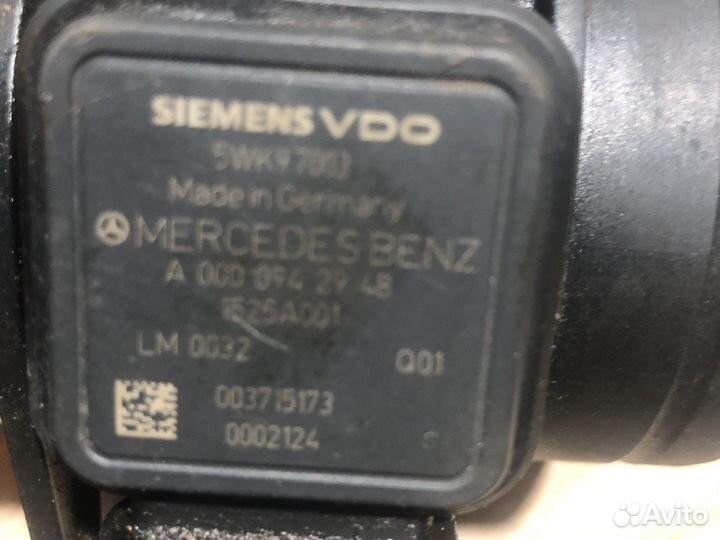 SIEMENS VDO
5WK97003
Made in Germany
MERCEDES BENZ
A 000 094 29 48
1525A001
LM 0032 Q01
003715173
0002124
Avito